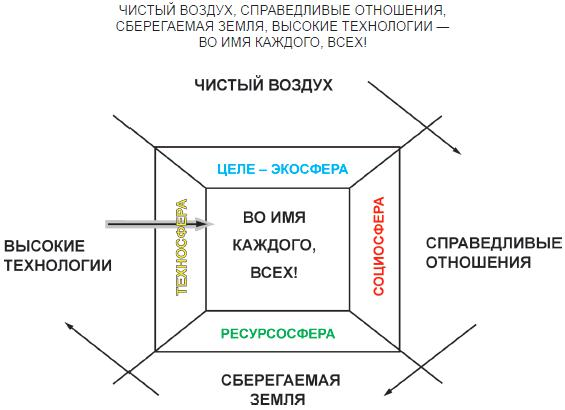 ЧИСТЫЙ ВОЗДУХ, СПРАВЕДЛИВЫЕ ОТНОШЕНИЯ,
СБЕРЕГАЕМАЯ ЗЕМЛЯ, ВЫСОКИЕ ТЕХНОЛОГИИ —
ВО ИМЯ КАЖДОГО, ВСЕХ!
ЧИСТЫЙ ВОЗДУХ
ЦЕЛЕ – ЭКОСФЕРА
ТЕХНОСФЕРА
ВО ИМЯ
КАЖДОГО,
ВСЕХ!
СОЦИОСФЕРА
ВЫСОКИЕ
ТЕХНОЛОГИИ
СПРАВЕДЛИВЫЕ
ОТНОШЕНИЯ
РЕСУРСОСФЕРА
СБЕРЕГАЕМАЯ
ЗЕМЛЯ